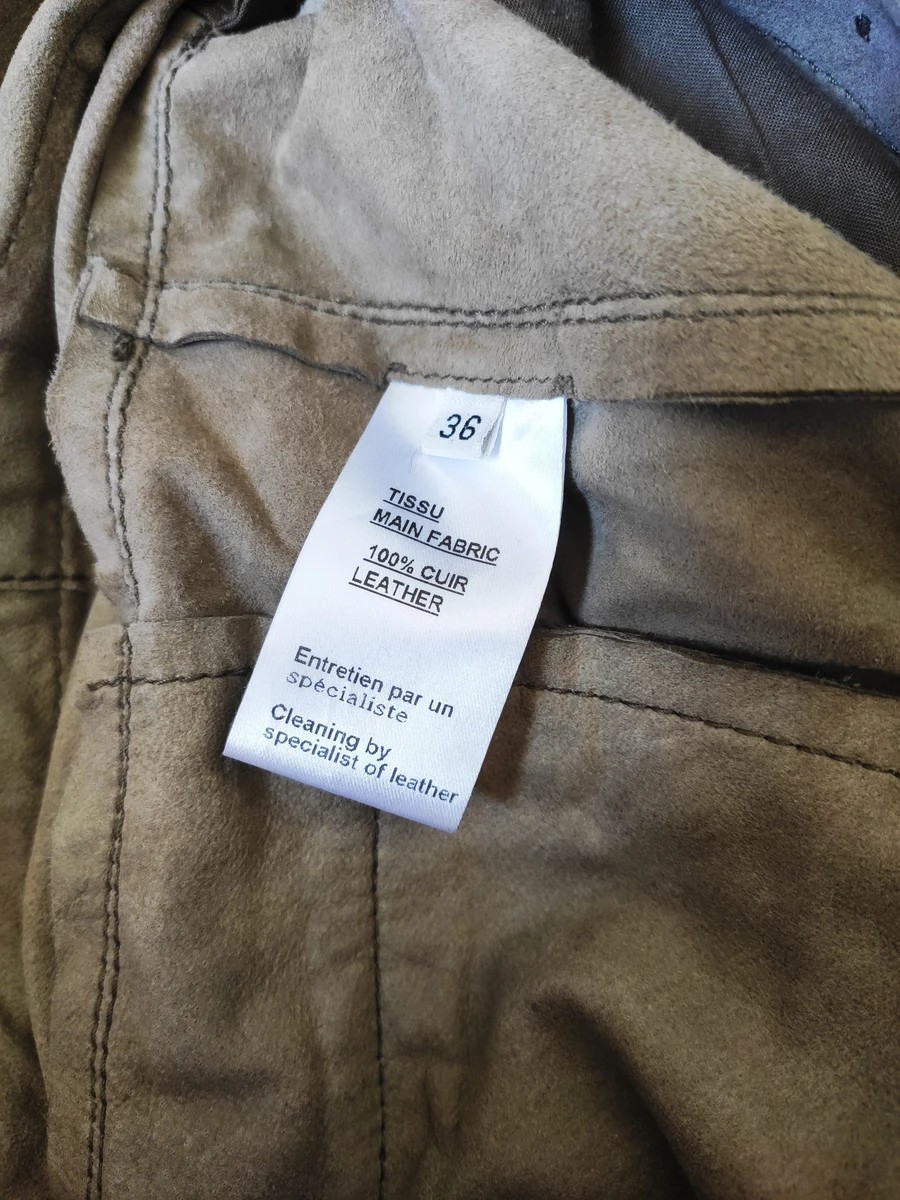 36
TISSU
MAIN FABRIC
100% CUIR
LEATHER
Entretien par un
spécialiste
Cleaning by
specialist of leather